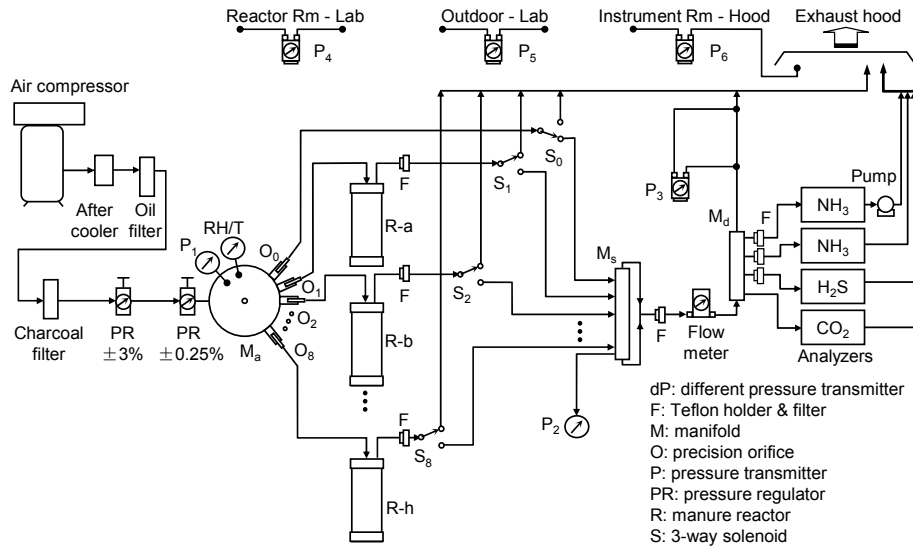 Reactor Rm - Lab
P4
Outdoor - Lab
P5
Instrument Rm - Hood
P6
Exhaust hood
Air compressor
After
cooler
Oil
filter
Charcoal
filter
PR
±3%
PR
±0.25%
P1
RH/T
Ma
O0
O1
O2
O8
R-a
R-b
R-h
F
F
F
S0
S1
S2
S8
Ms
P2
F
Flow
meter
P3
Md
F
NH3
NH3
H2S
CO2
Pump
Analyzers
dP: different pressure transmitter
F: Teflon holder & filter
M: manifold
O: precision orifice
P: pressure transmitter
PR: pressure regulator
R: manure reactor
S: 3-way solenoid